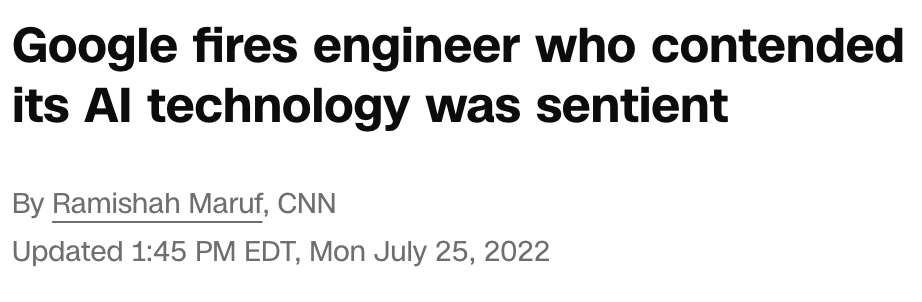 Google fires engineer who contended
its AI technology was sentient
By Ramishah Maruf, CNN
Updated 1:45 PM EDT, Mon July 25, 2022